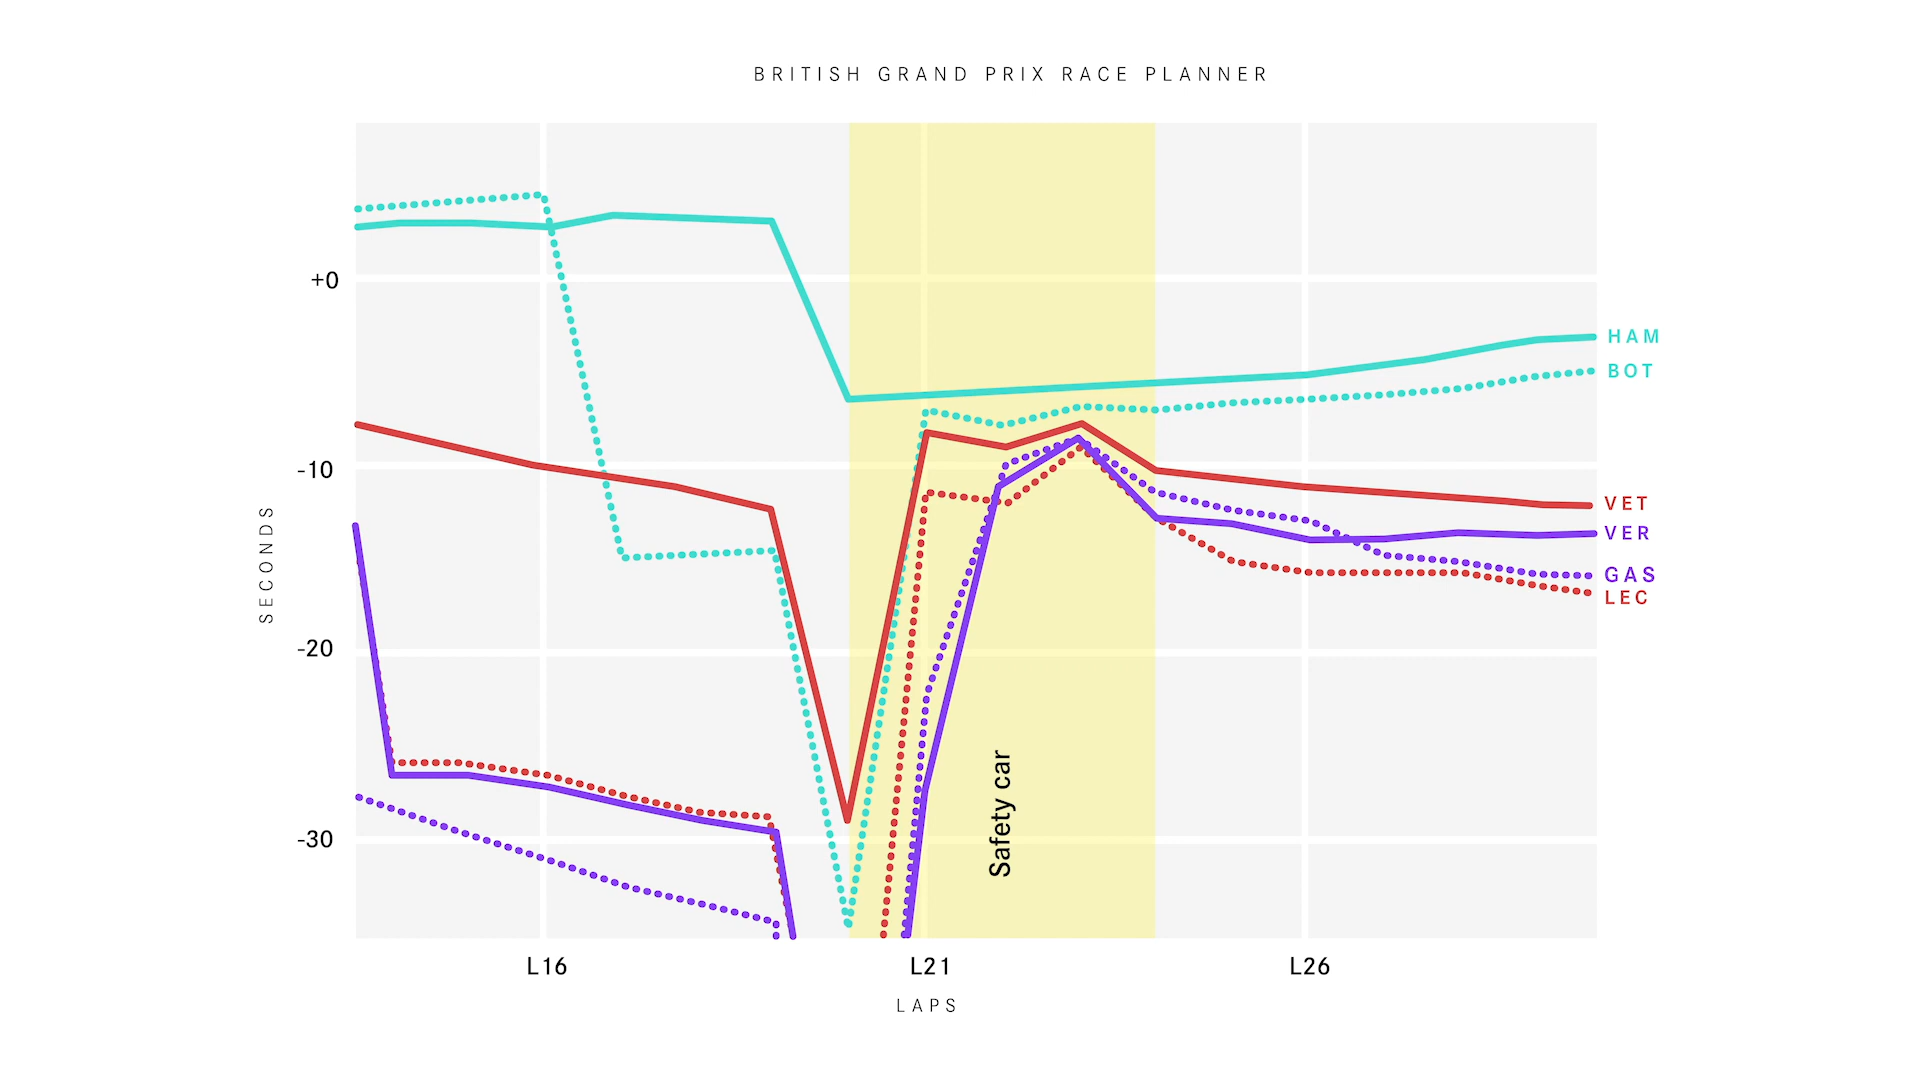 BRITISH GRAND PRIX RACE PLANNER
+0
-10
-20
-30
SECONDS
HAM
BOT
VET
VER
GAS
LEC
Safety car
L16
L21
L26
LAPS